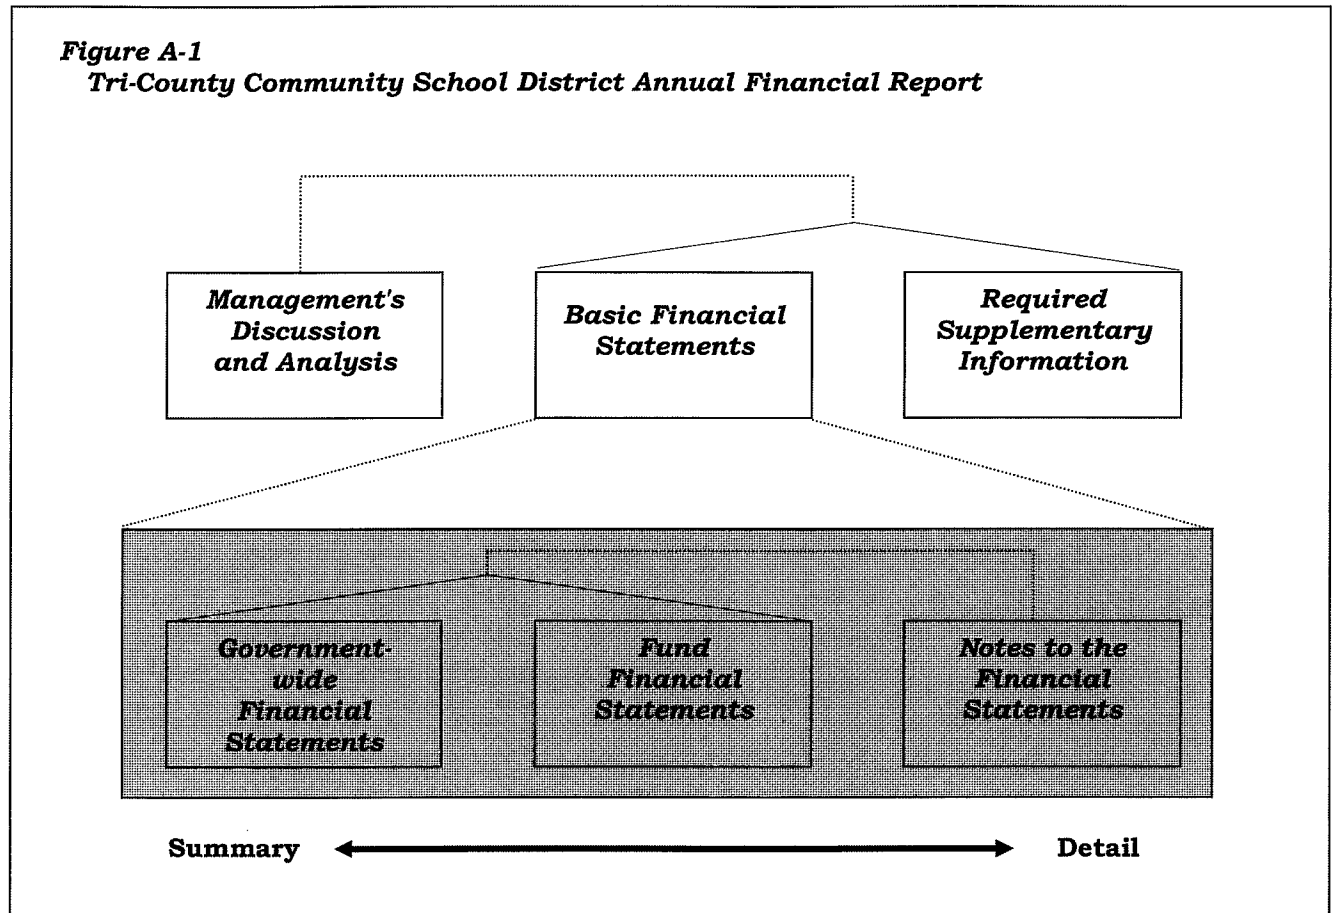 Figure A-1
Tri-County Community School District Annual Financial Report
Management's
Discussion
and Analysis
Basic Financial
Statements
Required
Supplementary
Information
Government-
wide
Financial
Statements
Fund
Financial
Statements
Notes to the
Financial
Statements
Summary
Detail